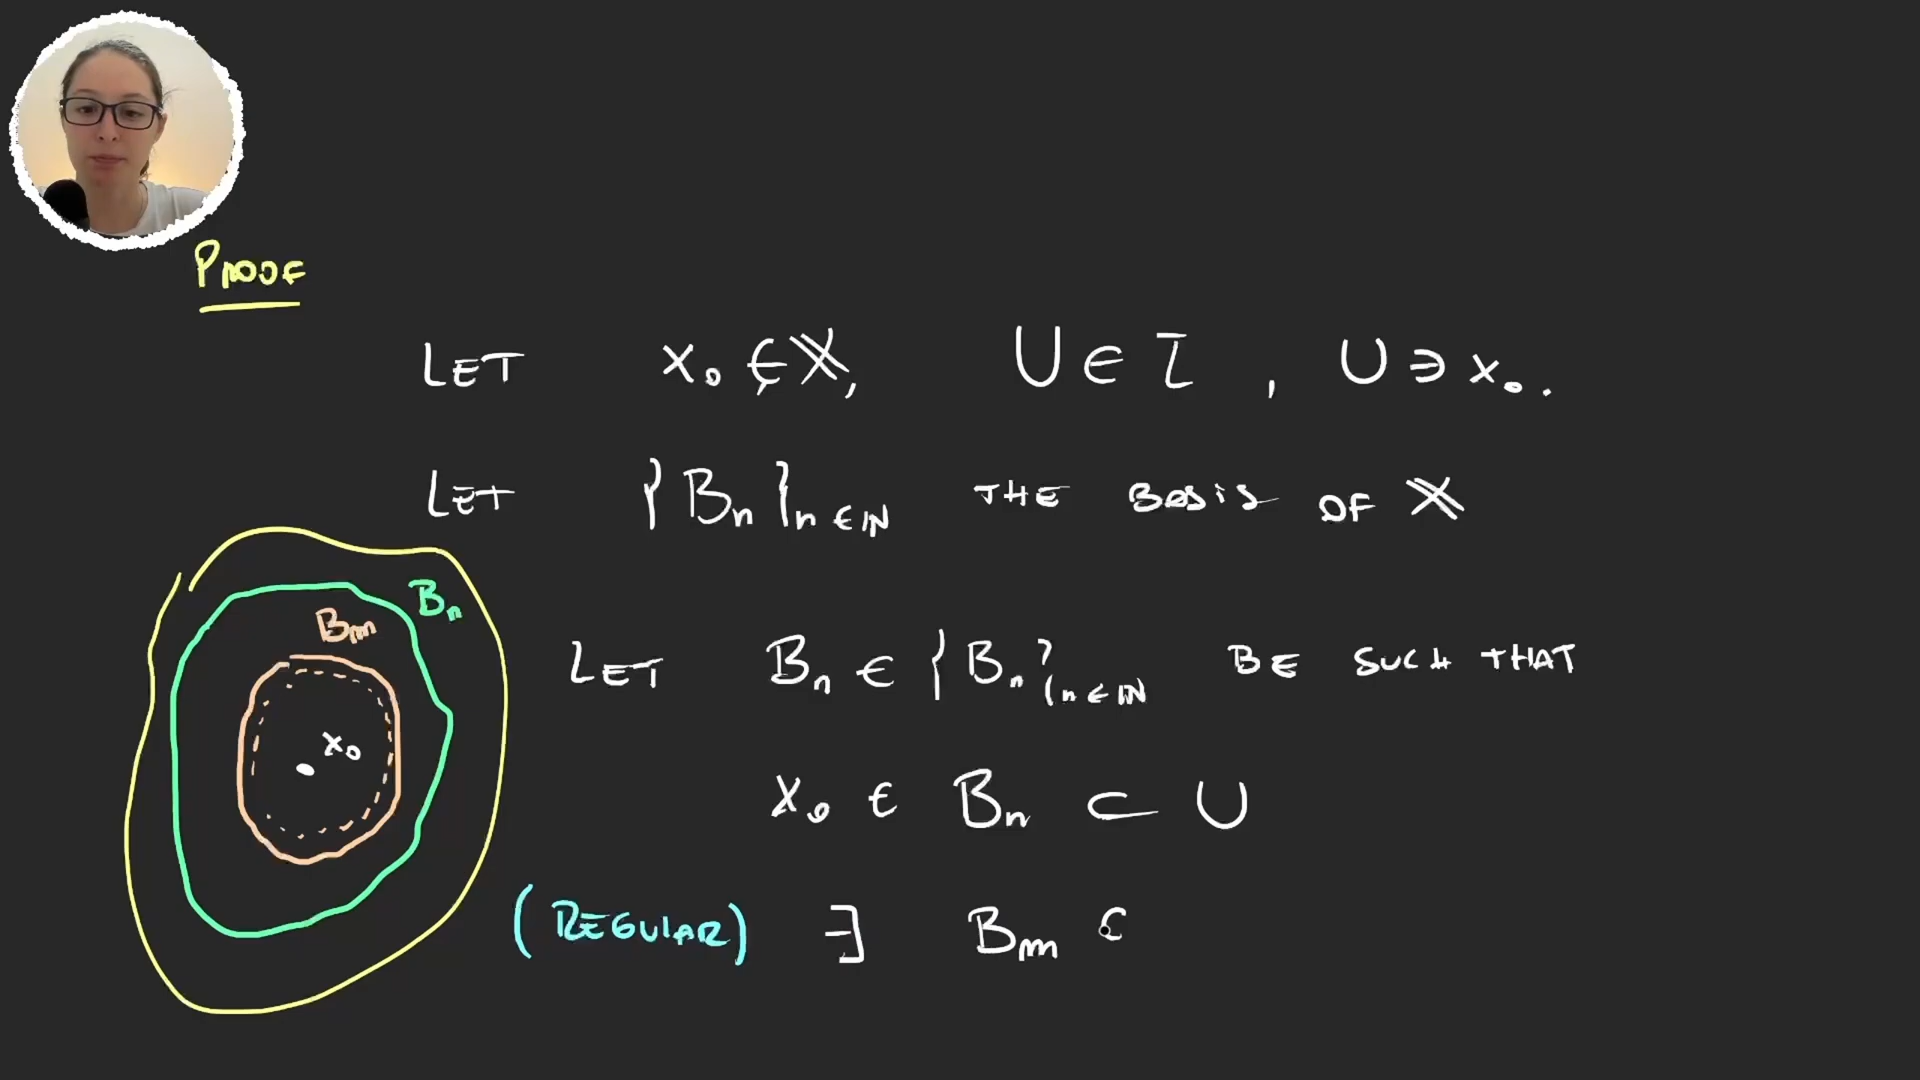 PROOF
LET x₀ ∈ 𝕏, U ∈ τ, U ∋ x₀.
LET {Bn}n∈ℕ THE BASIS OF 𝕏
Bn
Bm
x₀
LET Bn ∈ {Bn}n∈ℕ BE SUCH THAT
x₀ ∈ Bn ⊂ U
(REGULAR) ∃ Bm